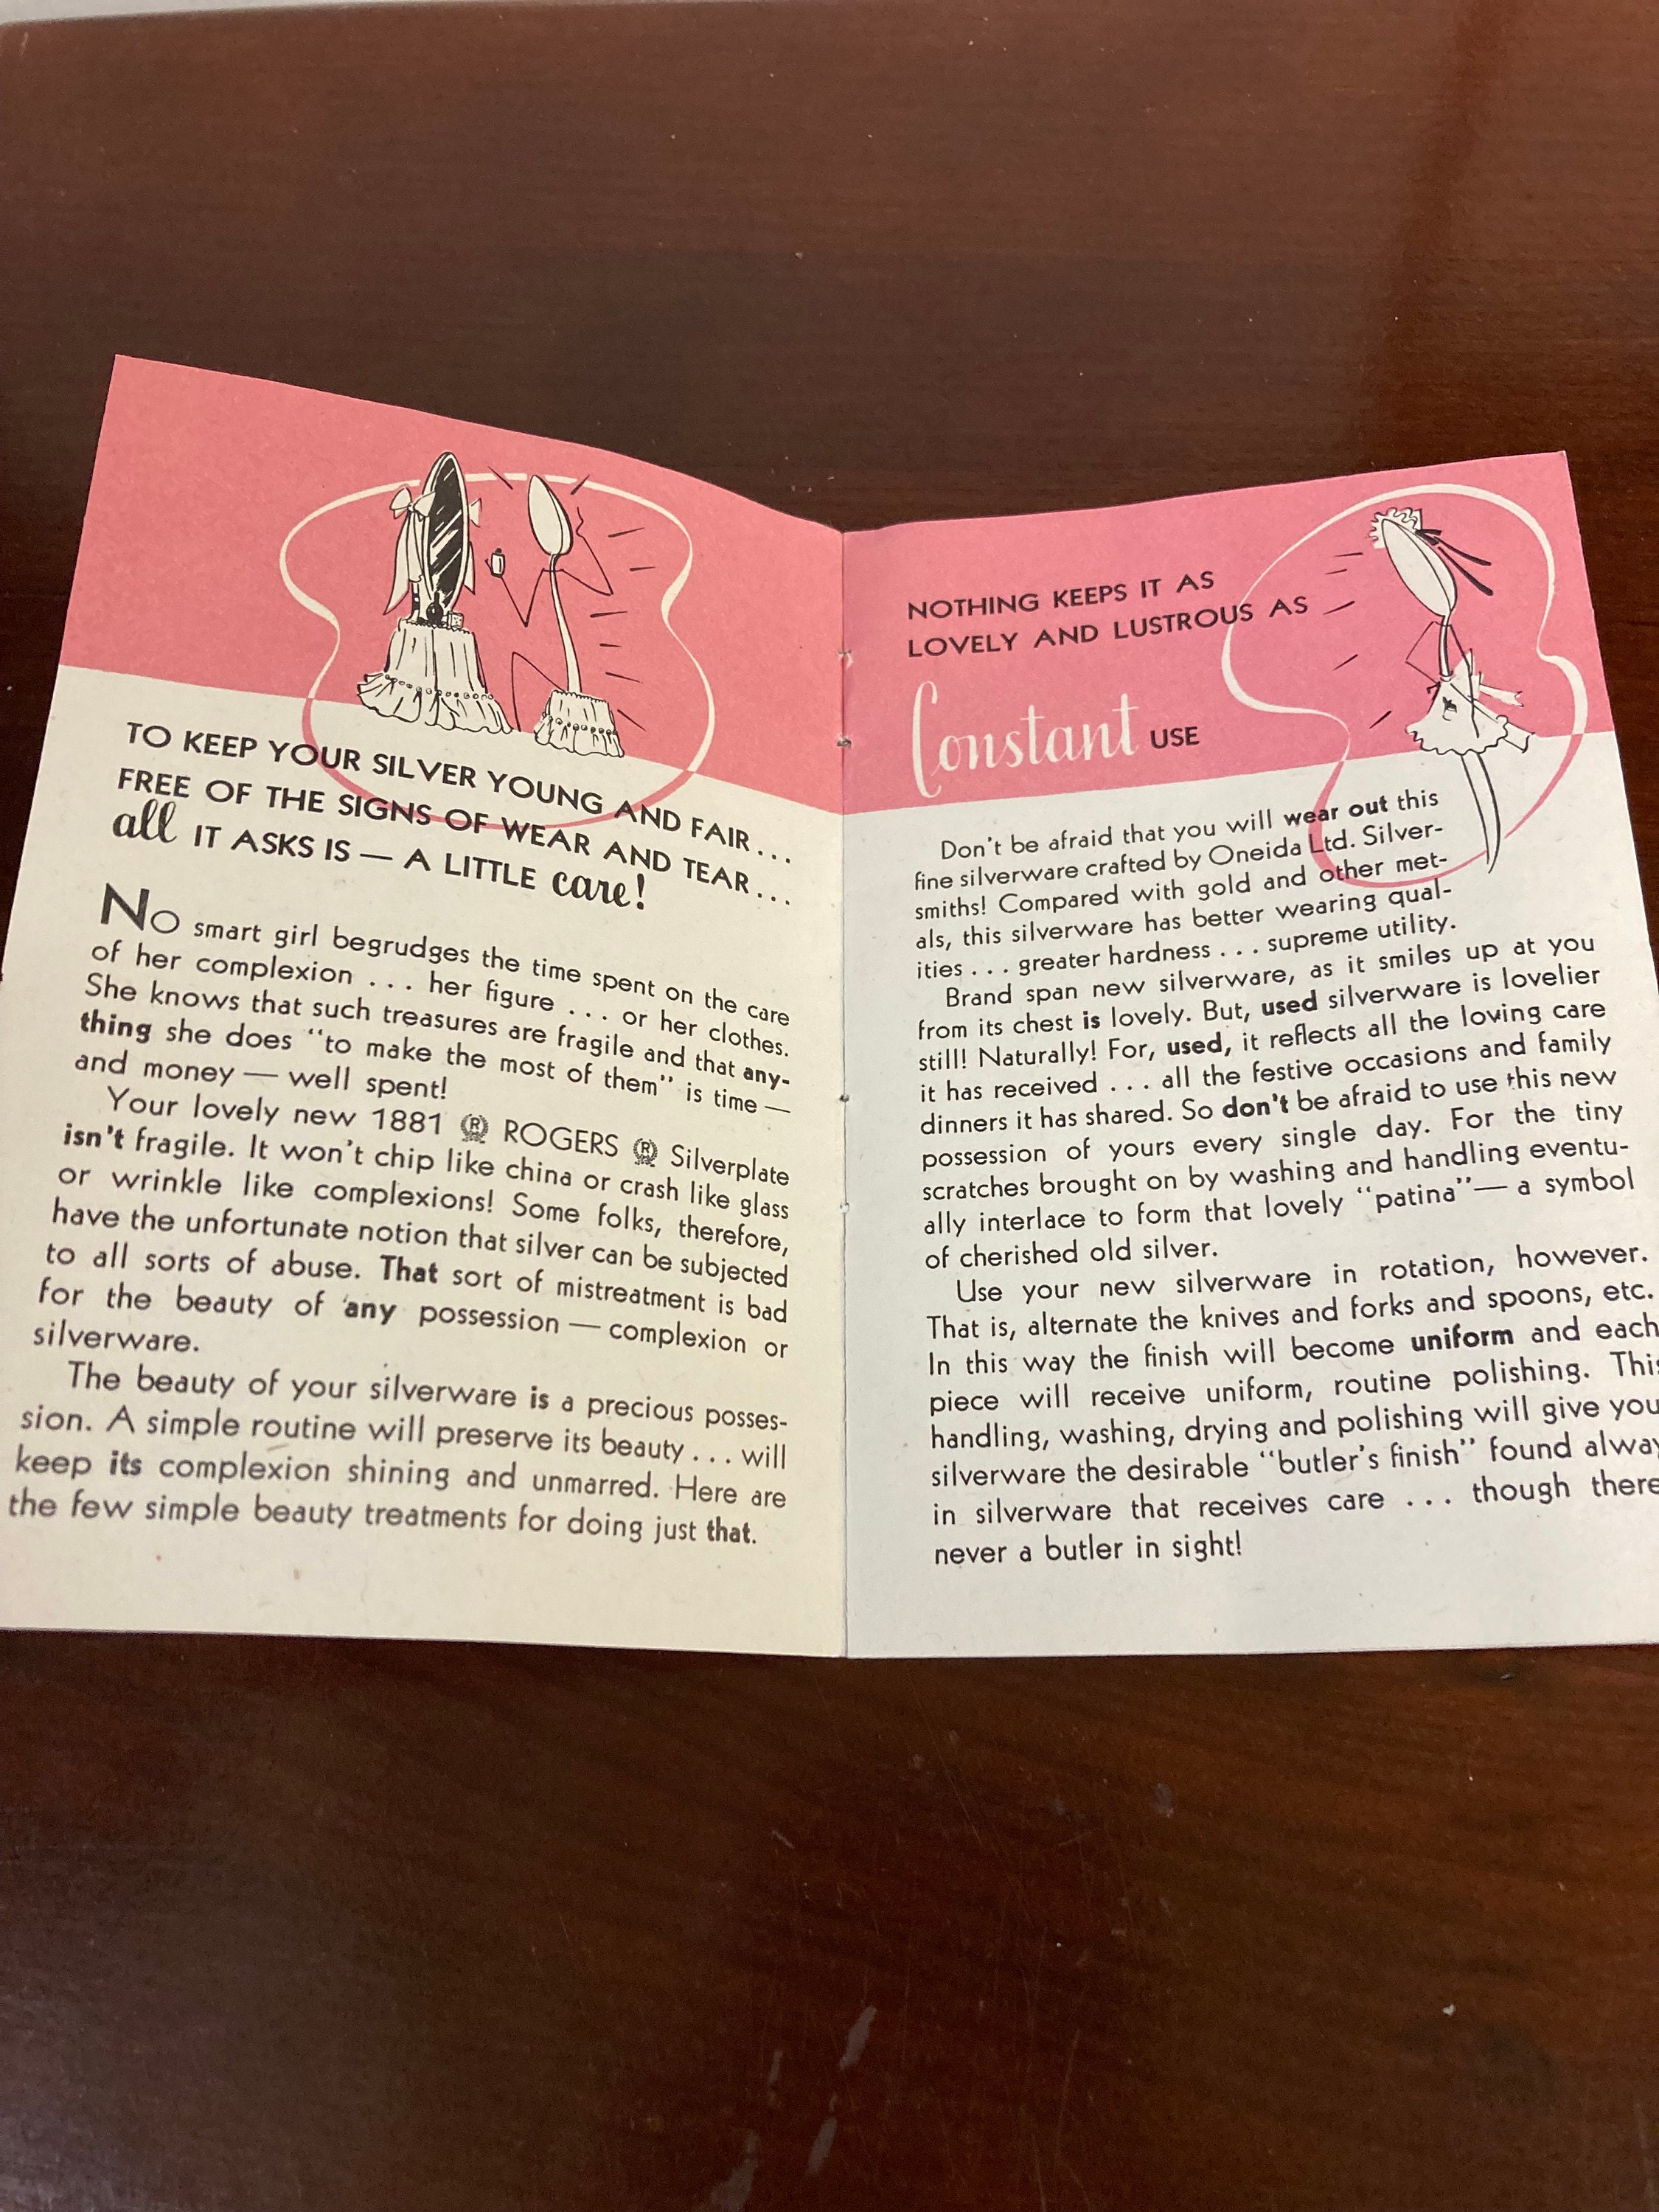 TO KEEP YOUR SILVER YOUNG AND FAIR...
FREE OF THE SIGNS OF WEAR AND TEAR...
all IT ASKS IS — A LITTLE care!
No smart girl begrudges the time spent on the care
of her complexion ... her figure ... or her clothes.
She knows that such treasures are fragile and that any-
thing she does "to make the most of them" is time —
and money — well spent!
Your lovely new 1881 ® ROGERS ® Silverplate
isn't fragile. It won't chip like china or crash like glass
or wrinkle like complexions! Some folks, therefore,
have the unfortunate notion that silver can be subjected
to all sorts of abuse. That sort of mistreatment is bad
for the beauty of any possession — complexion or
silverware.
The beauty of your silverware is a precious posses-
sion. A simple routine will preserve its beauty ... will
keep its complexion shining and unmarred. Here are
the few simple beauty treatments for doing just that.
NOTHING KEEPS IT AS
LOVELY AND LUSTROUS AS
Constant USE
Don't be afraid that you will wear out this
fine silverware crafted by Oneida Ltd. Silver-
smiths! Compared with gold and other met-
als, this silverware has better wearing qual-
ities ... greater hardness ... supreme utility.
Brand span new silverware, as it smiles up at you
from its chest is lovely. But, used silverware is lovelier
still! Naturally! For, used, it reflects all the loving care
it has received ... all the festive occasions and family
dinners it has shared. So don't be afraid to use this new
possession of yours every single day. For the tiny
scratches brought on by washing and handling eventu-
ally interlace to form that lovely "patina"— a symbol
of cherished old silver.
Use your new silverware in rotation, however.
That is, alternate the knives and forks and spoons, etc.
In this way the finish will become uniform and each
piece will receive uniform, routine polishing. This
handling, washing, drying and polishing will give you
silverware the desirable "butler's finish" found alway
in silverware that receives care ... though there
never a butler in sight!